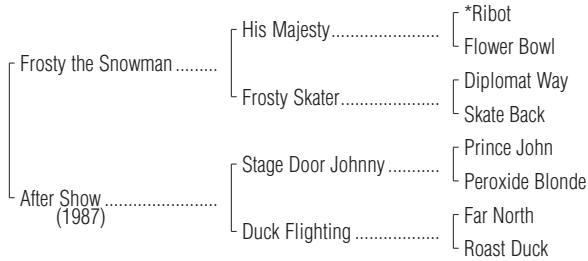 *Ribot
His Majesty....................
Flower Bowl
Frosty the Snowman ........
Diplomat Way
Frosty Skater...................
Skate Back
Prince John
Stage Door Johnny ..........
Peroxide Blonde
After Show .....................
(1987)
Far North
Duck Flighting ................
Roast Duck